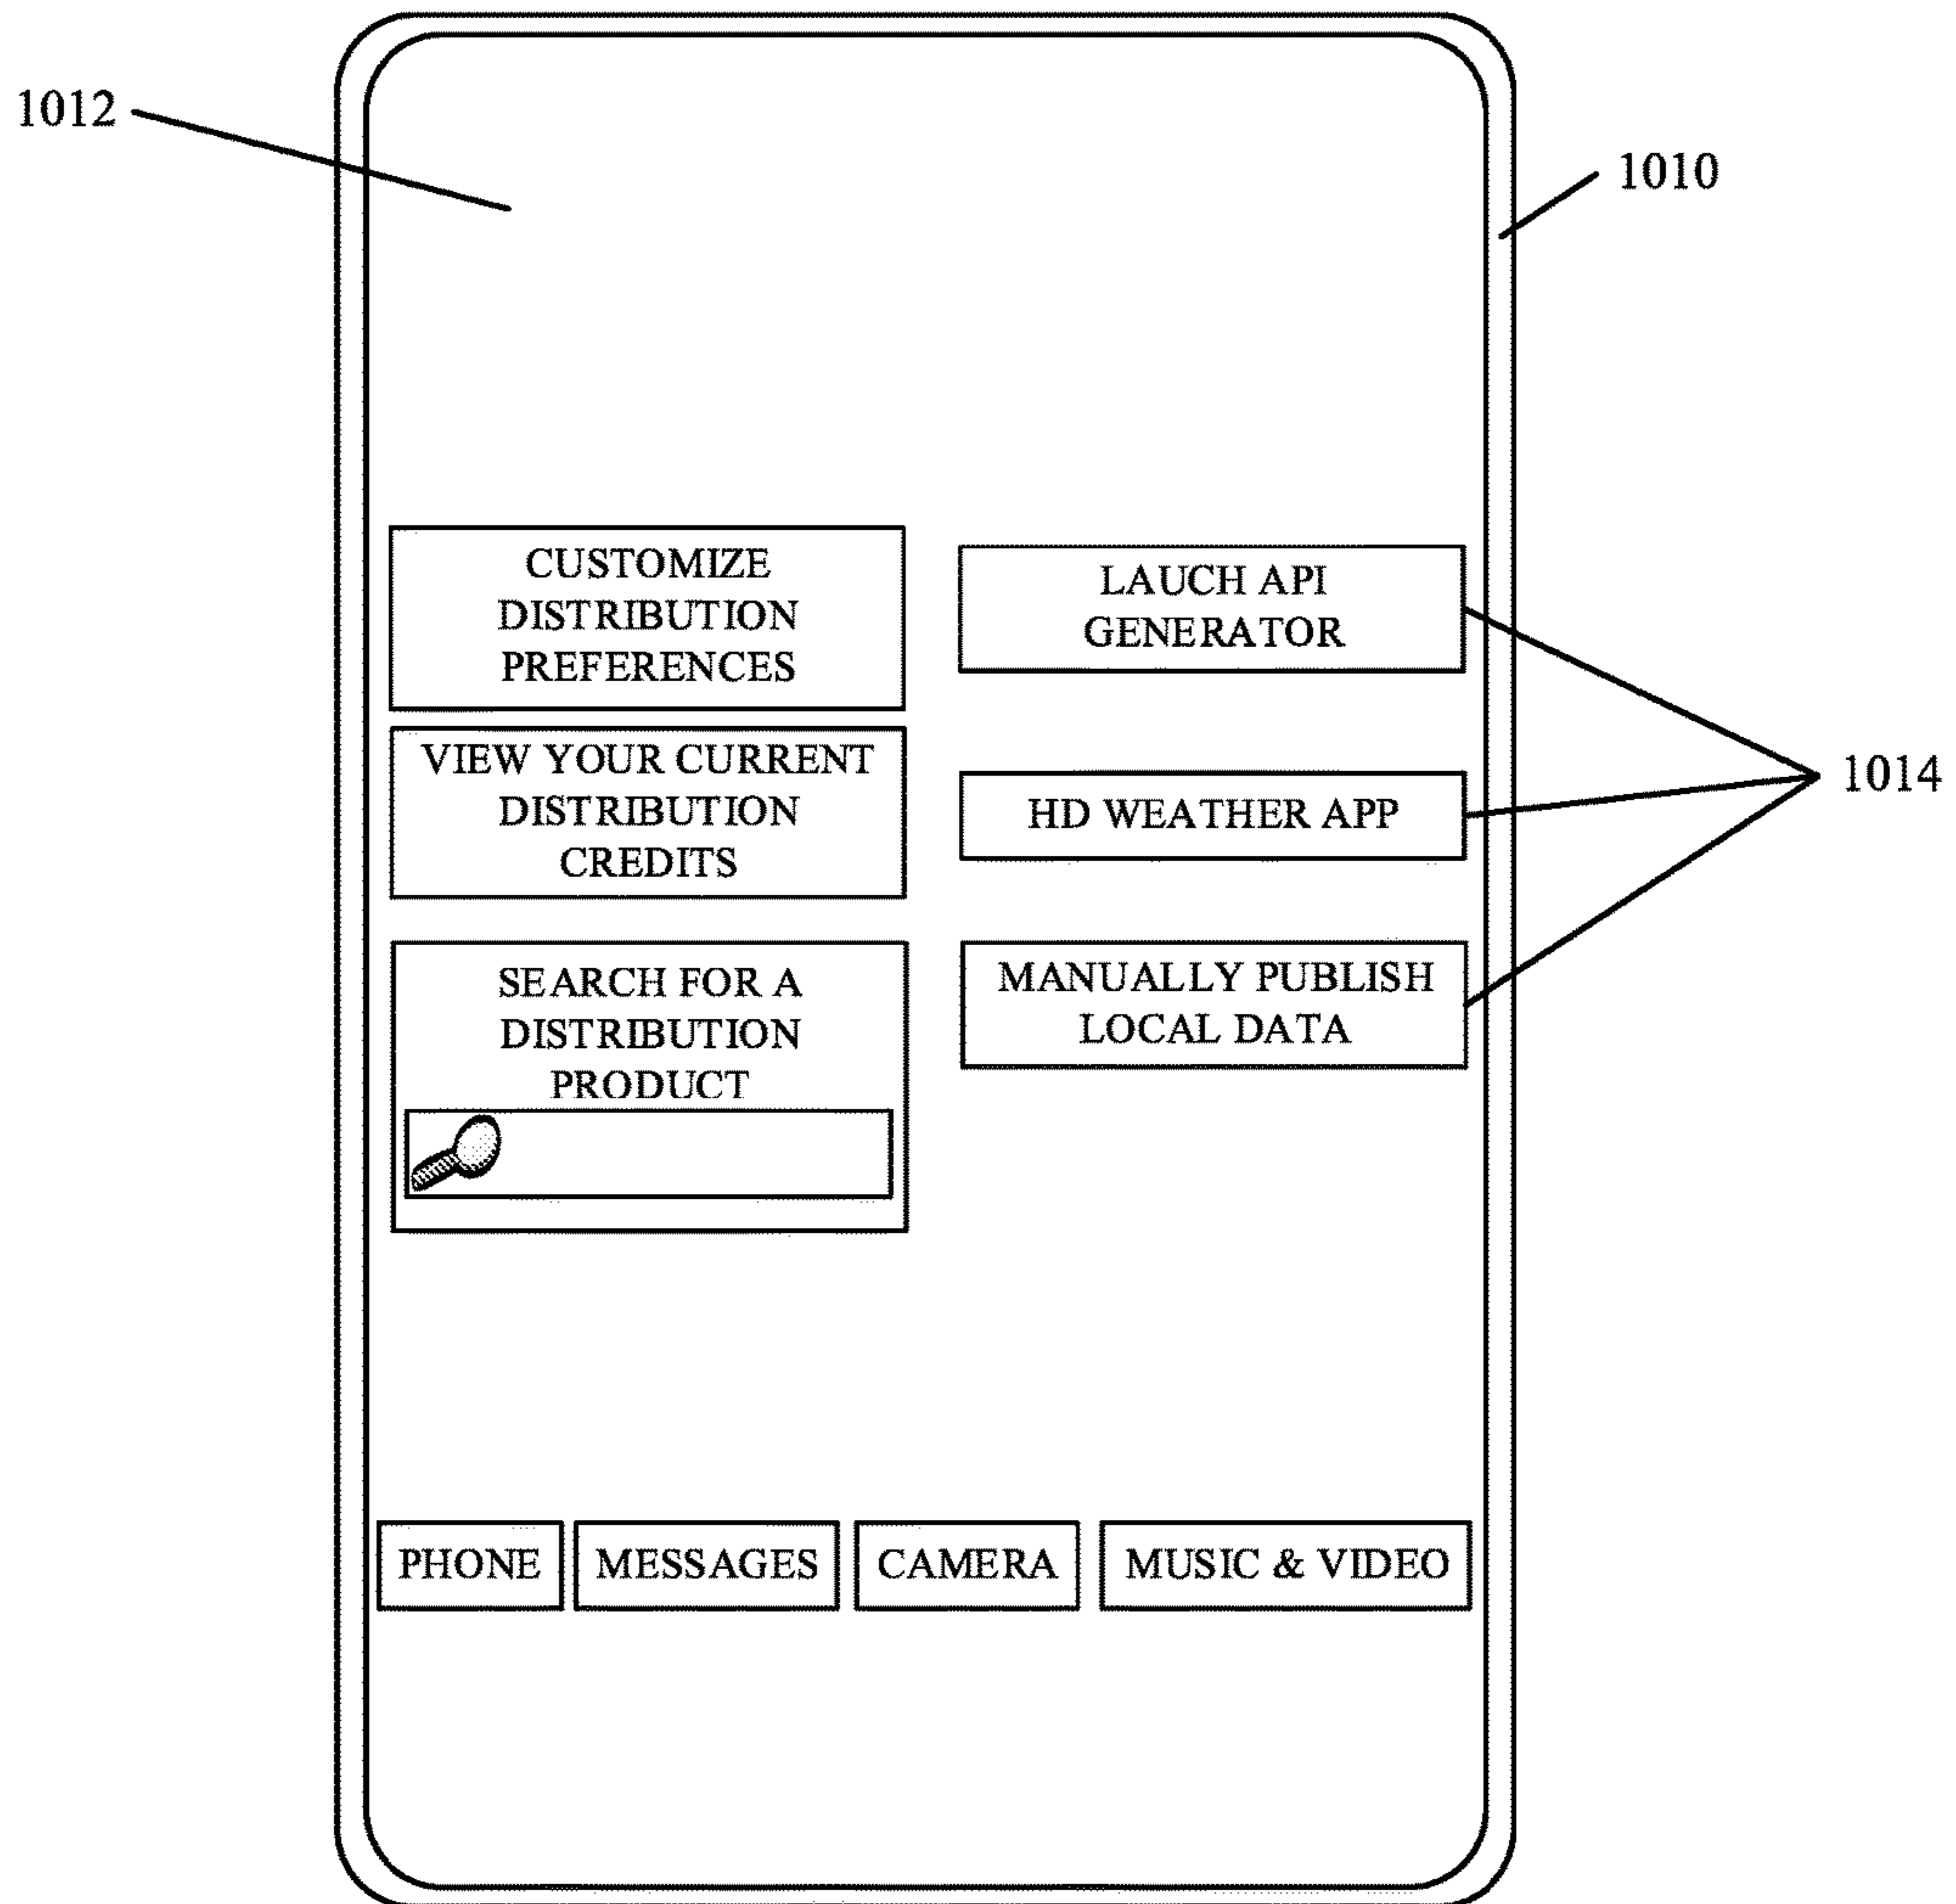 1012
1010
CUSTOMIZE
DISTRIBUTION
PREFERENCES
LAUCH API
GENERATOR
VIEW YOUR CURRENT
DISTRIBUTION
CREDITS
HD WEATHER APP
1014
SEARCH FOR A
DISTRIBUTION
PRODUCT
MANUALLY PUBLISH
LOCAL DATA
PHONE
MESSAGES
CAMERA
MUSIC & VIDEO